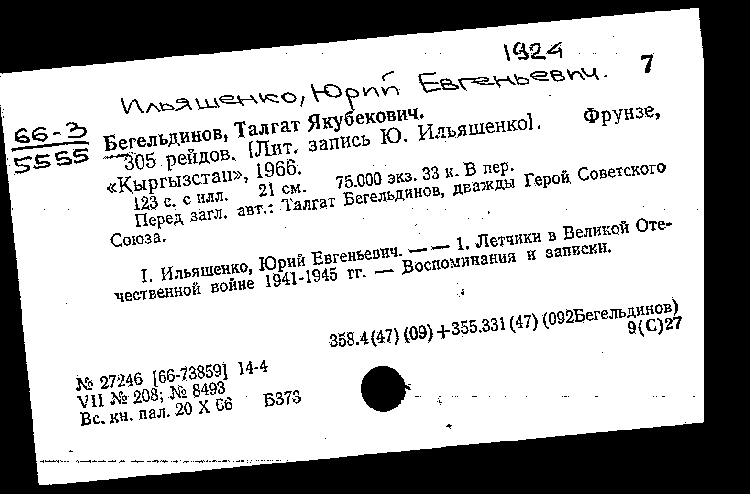 1924
Ильяшенко, Юрий Евгеньевич.
7
66-3
5555
Бегельдинов, Талгат Якубекович.
305 рейдов. [Лит. запись Ю. Ильяшенко]. Фрунзе,
«Кыргызстан», 1966.
123 с. с илл. 21 см. 75.000 экз. 33 к. В пер.
Перед загл. авт.: Талгат Бегельдинов, дважды Герой Советского
Союза.
I. Ильяшенко, Юрий Евгеньевич. — — 1. Летчики в Великой Оте-
чественной войне 1941-1945 гг. — Воспоминания и записки.
358.4(47)(09)+355.331(47)(092Бегельдинов)
9(С)27
№ 27246 [66-73859] 14-4
VII № 208; № 8493
Вс. кн. пал. 20 X 66 Б373